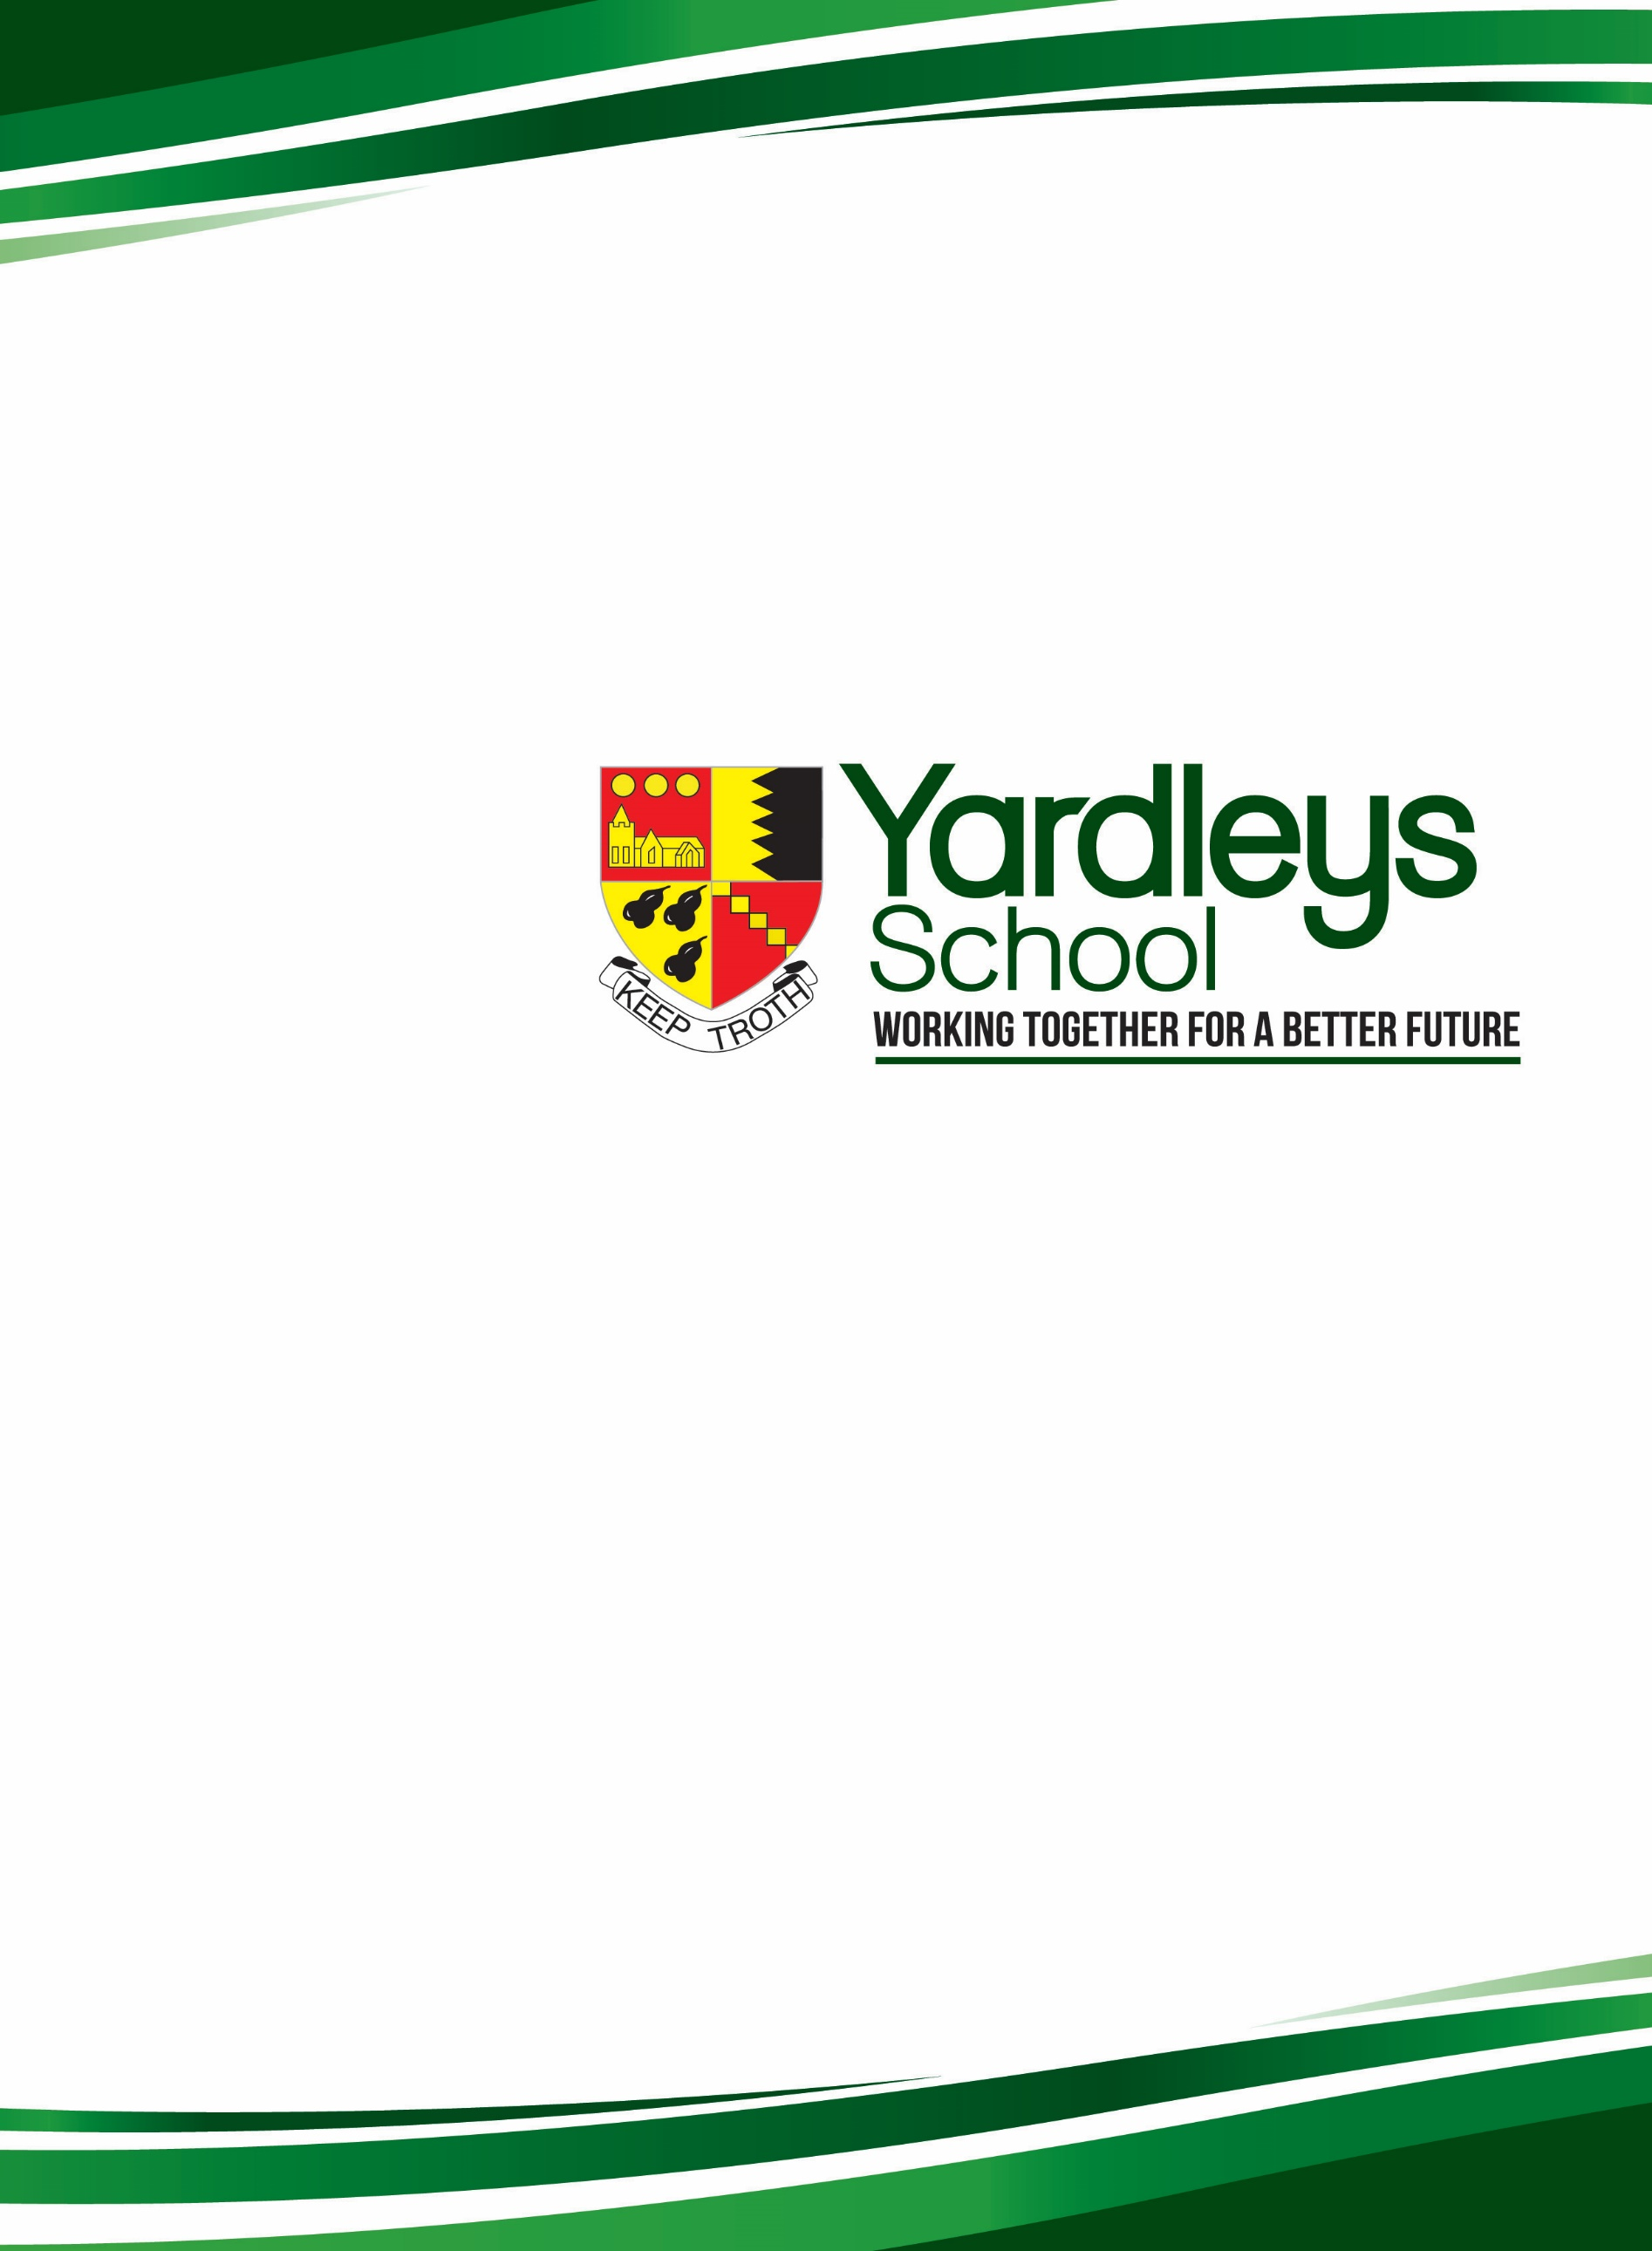 Yardleys
School
WORKING TOGETHER FOR A BETTER FUTURE
KEEP TROTH